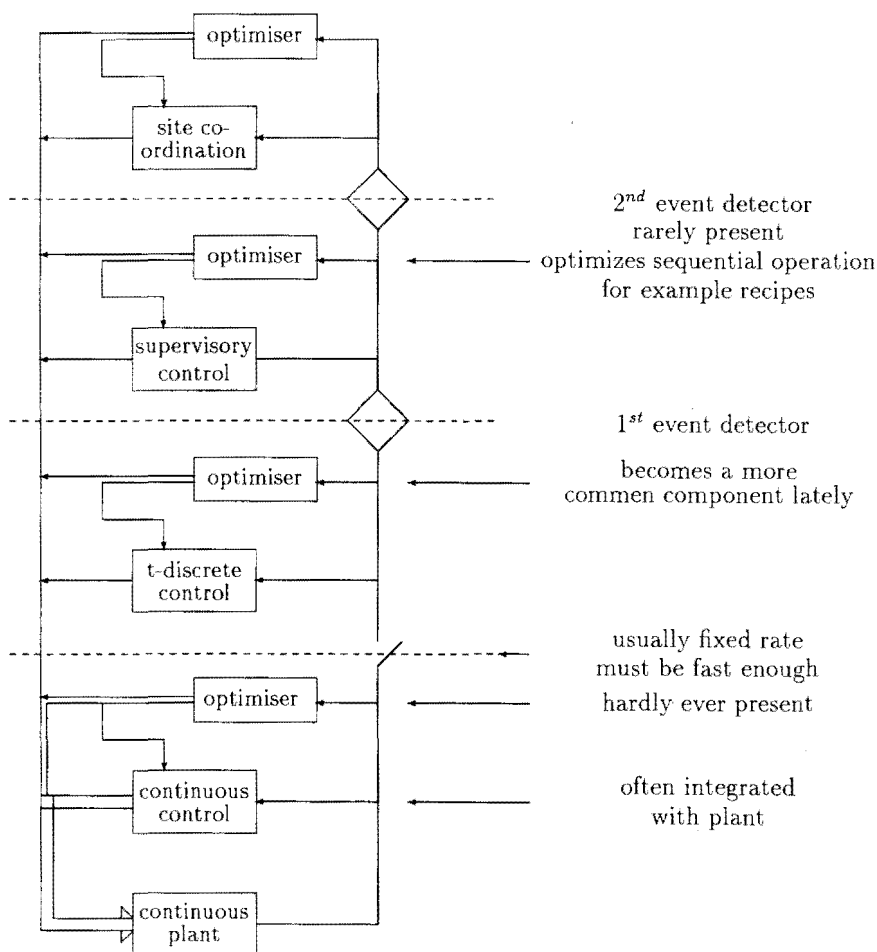 optimiser
site co-
ordination
2nd event detector
rarely present
optimiser
optimizes sequential operation
for example recipes
supervisory
control
1st event detector
optimiser
becomes a more
commen component lately
t-discrete
control
usually fixed rate
must be fast enough
optimiser
hardly ever present
continuous
control
often integrated
with plant
continuous
plant